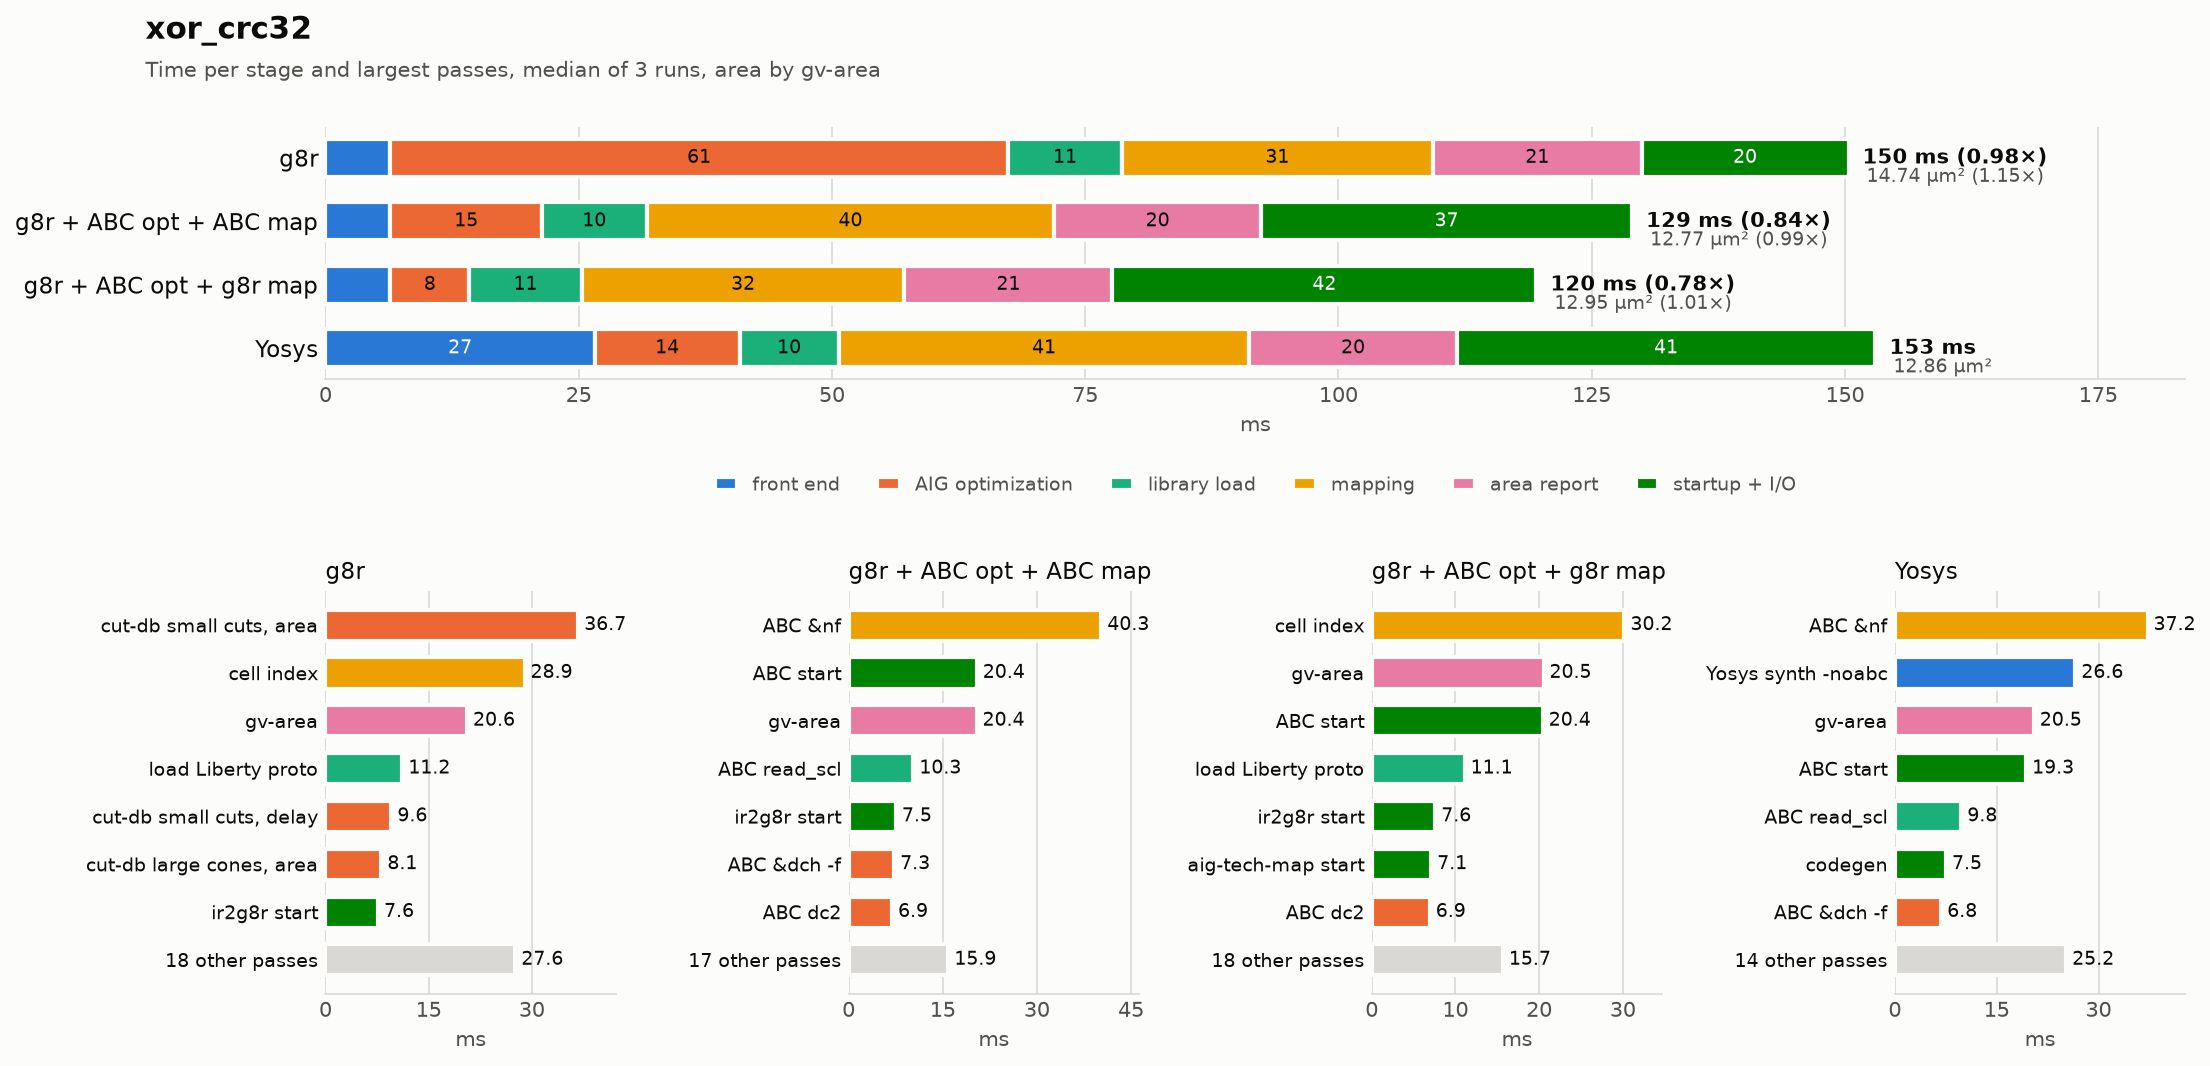 xor_crc32
Time per stage and largest passes, median of 3 runs, area by gv-area
g8r 61 11 31 21 20 150 ms (0.98×)
14.74 µm² (1.15×)
g8r + ABC opt + ABC map 15 10 40 20 37 129 ms (0.84×)
12.77 µm² (0.99×)
g8r + ABC opt + g8r map 8 11 32 21 42 120 ms (0.78×)
12.95 µm² (1.01×)
Yosys 27 14 10 41 20 41 153 ms
12.86 µm²
0 25 50 75 100 125 150 175
ms
front end AIG optimization library load mapping area report startup + I/O
g8r
cut-db small cuts, area 36.7
cell index 28.9
gv-area 20.6
load Liberty proto 11.2
cut-db small cuts, delay 9.6
cut-db large cones, area 8.1
ir2g8r start 7.6
18 other passes 27.6
0 15 30
ms
g8r + ABC opt + ABC map
ABC &nf 40.3
ABC start 20.4
gv-area 20.4
ABC read_scl 10.3
ir2g8r start 7.5
ABC &dch -f 7.3
ABC dc2 6.9
17 other passes 15.9
0 15 30 45
ms
g8r + ABC opt + g8r map
cell index 30.2
gv-area 20.5
ABC start 20.4
load Liberty proto 11.1
ir2g8r start 7.6
aig-tech-map start 7.1
ABC dc2 6.9
18 other passes 15.7
0 10 20 30
ms
Yosys
ABC &nf 37.2
Yosys synth -noabc 26.6
gv-area 20.5
ABC start 19.3
ABC read_scl 9.8
codegen 7.5
ABC &dch -f 6.8
14 other passes 25.2
0 15 30
ms